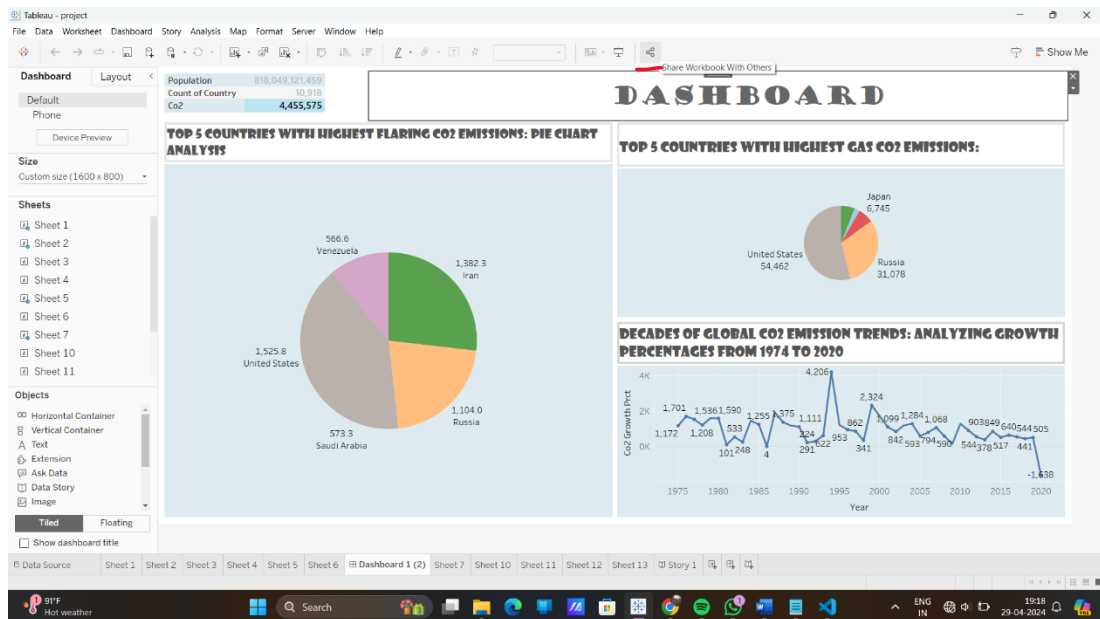 Tableau - project
File Data Worksheet Dashboard Story Analysis Map Format Server Window Help
Show Me
Share Workbook With Others
Dashboard Layout
Default
Phone
Device Preview
Size
Custom size (1600 x 800)
Sheets
Sheet 1
Sheet 2
Sheet 3
Sheet 4
Sheet 5
Sheet 6
Sheet 7
Sheet 10
Sheet 11
Objects
Horizontal Container
Vertical Container
A Text
Extension
Ask Data
Data Story
Image
Tiled Floating
Show dashboard title
Population 818,049,121,459
Count of Country 10,918
Co2 4,455,575
DASHBOARD
TOP 5 COUNTRIES WITH HIGHEST FLARING CO2 EMISSIONS: PIE CHART
ANALYSIS
566.6
Venezuela
1,382.3
Iran
1,525.8
United States
1,104.0
Russia
573.3
Saudi Arabia
TOP 5 COUNTRIES WITH HIGHEST GAS CO2 EMISSIONS:
Japan
6,745
United States
54,462
Russia
31,078
DECADES OF GLOBAL CO2 EMISSION TRENDS: ANALYZING GROWTH
PERCENTAGES FROM 1974 TO 2020
Co2 Growth Prct
4K
2K
0K
1,172
1,701
1,208
1,536
1,590
101
533
248
1,255
4
1,375
1,111
224
291
622
4,206
953
862
341
2,324
1,099
842
1,284
593
794
1,068
590
544
903
378
849
517
640
441
544
505
-1,638
1975 1980 1985 1990 1995 2000 2005 2010 2015 2020
Year
Data Source Sheet 1 Sheet 2 Sheet 3 Sheet 4 Sheet 5 Sheet 6 Dashboard 1 (2) Sheet 7 Sheet 10 Sheet 11 Sheet 12 Sheet 13 Story 1
1
91°F
Hot weather
Search
ENG
IN
19:18
29-04-2024